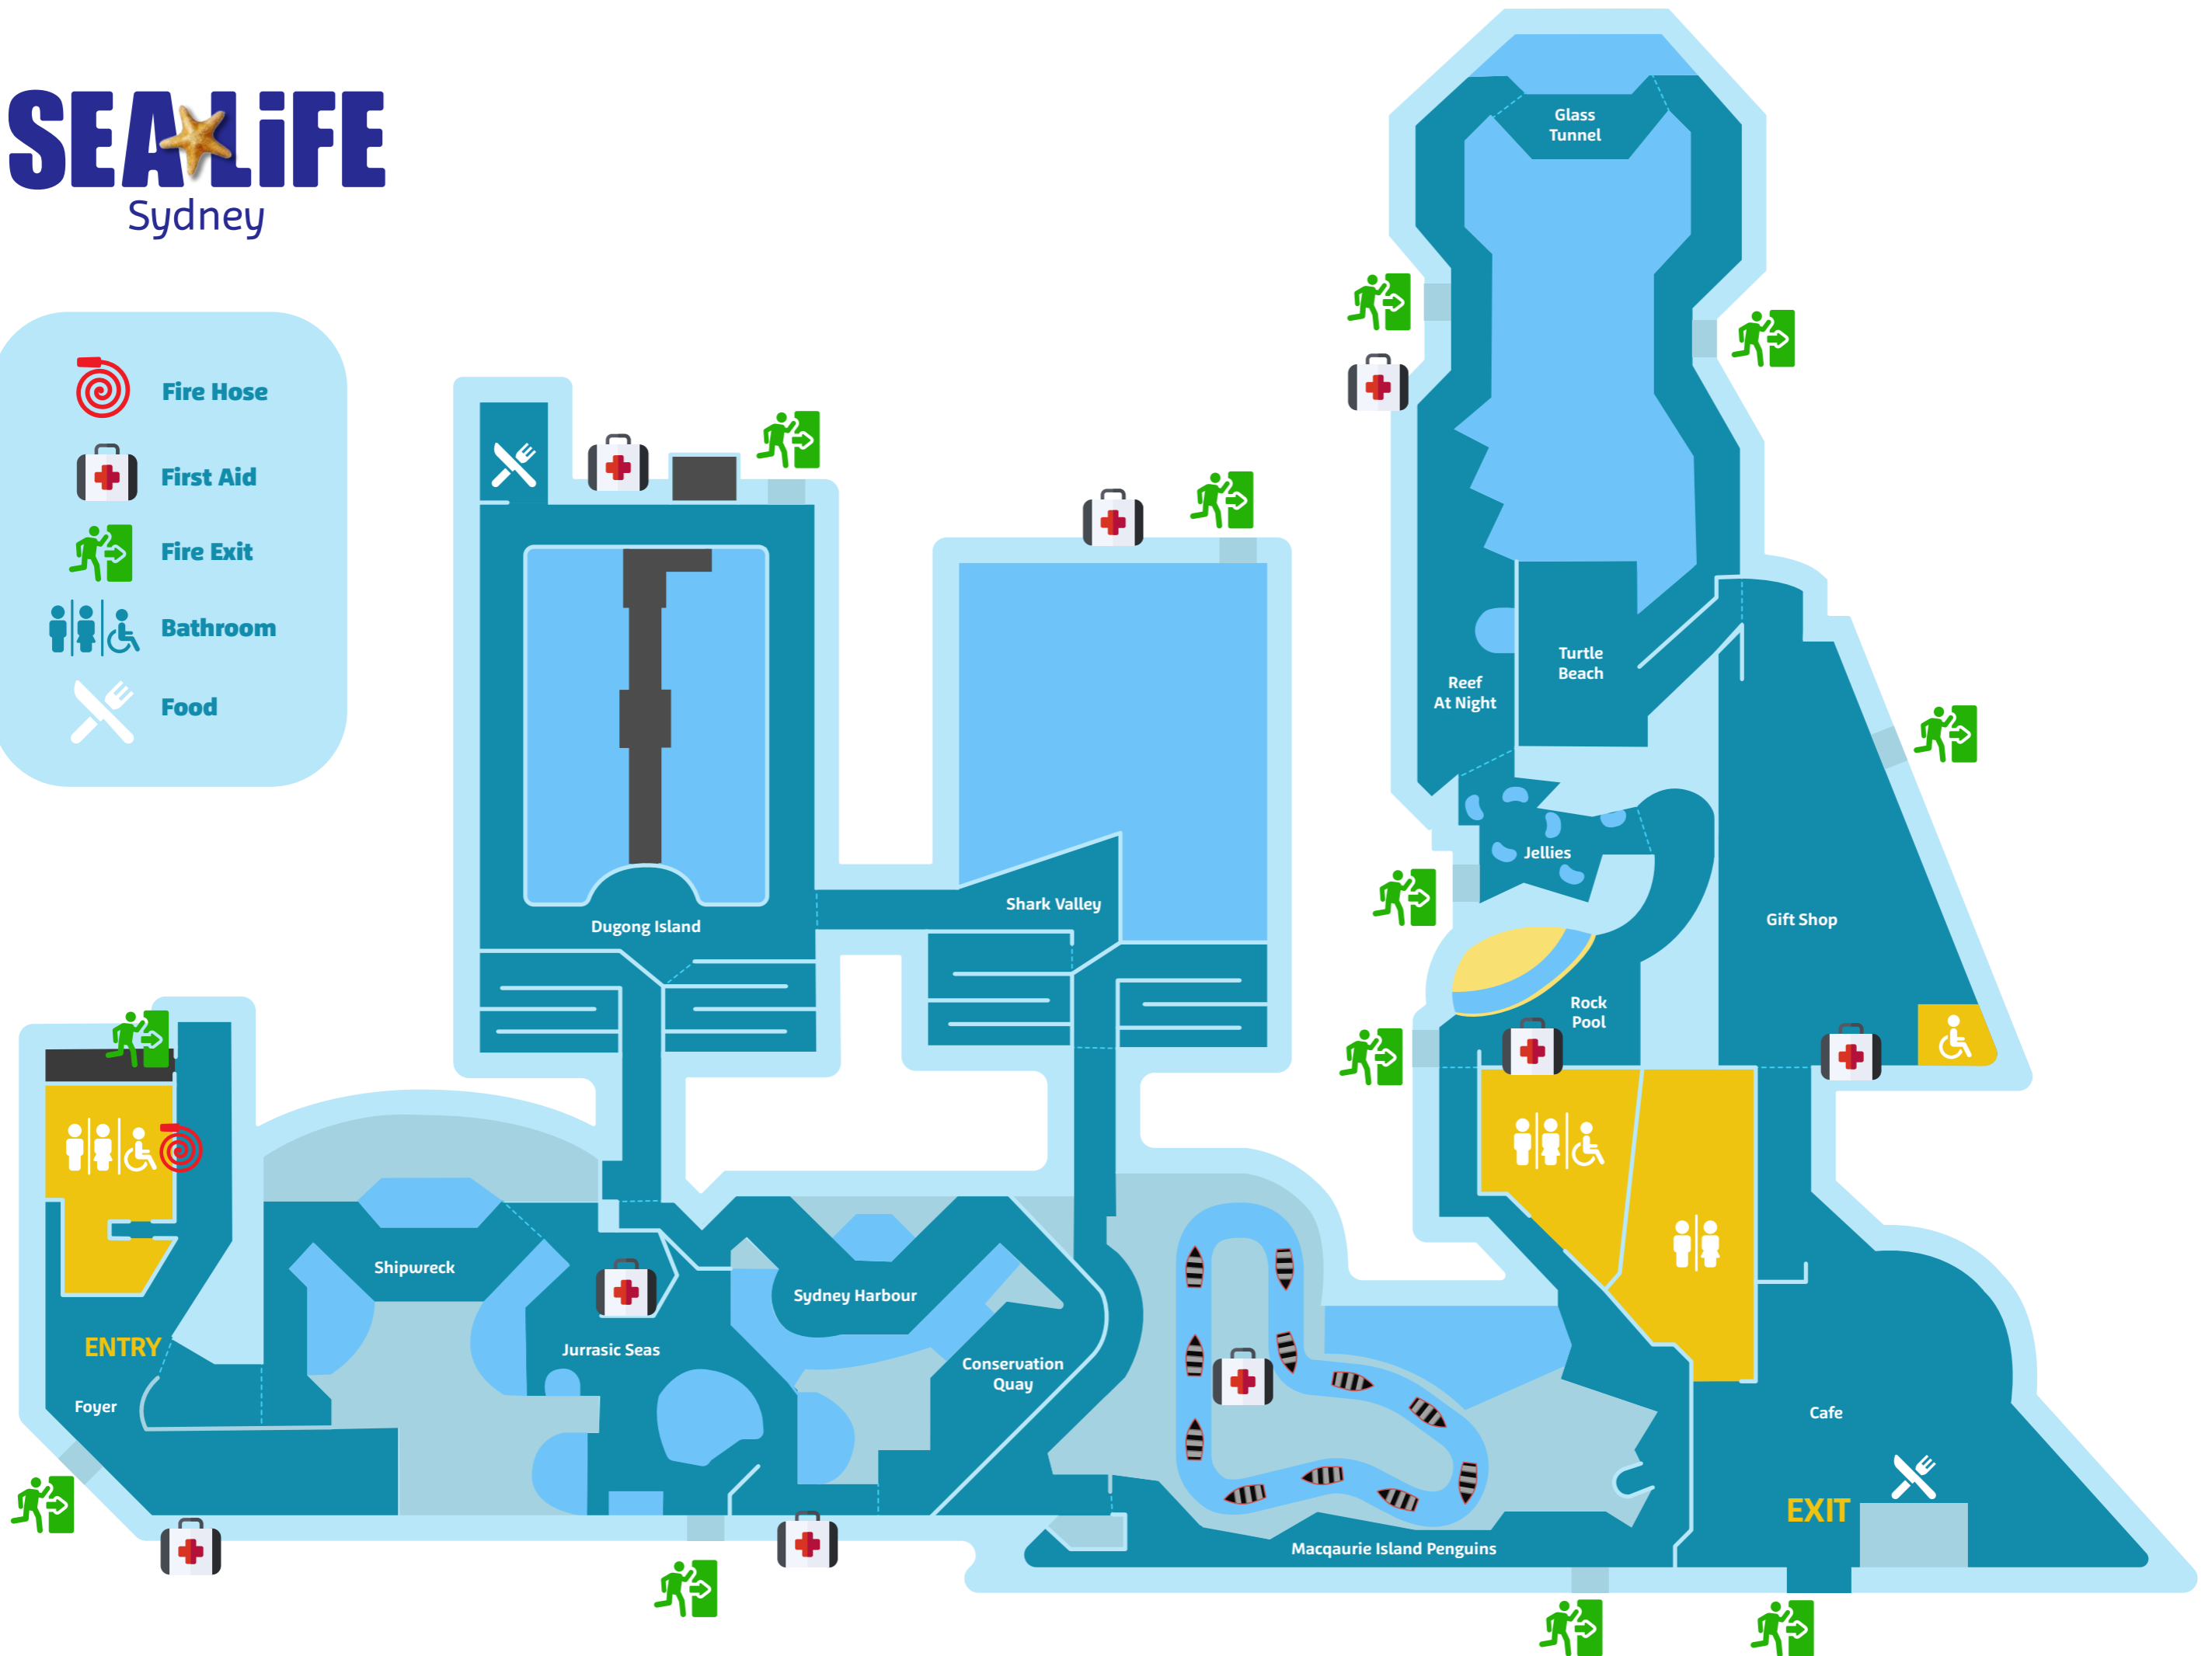 SEA LiFE
Sydney
Fire Hose
First Aid
Fire Exit
Bathroom
Food
Glass
Tunnel
Turtle
Beach
Reef
At Night
Jellies
Gift Shop
Rock
Pool
Shark Valley
Dugong Island
Shipwreck
Sydney Harbour
Jurrasic Seas
Conservation
Quay
ENTRY
Foyer
Cafe
EXIT
Macqaurie Island Penguins